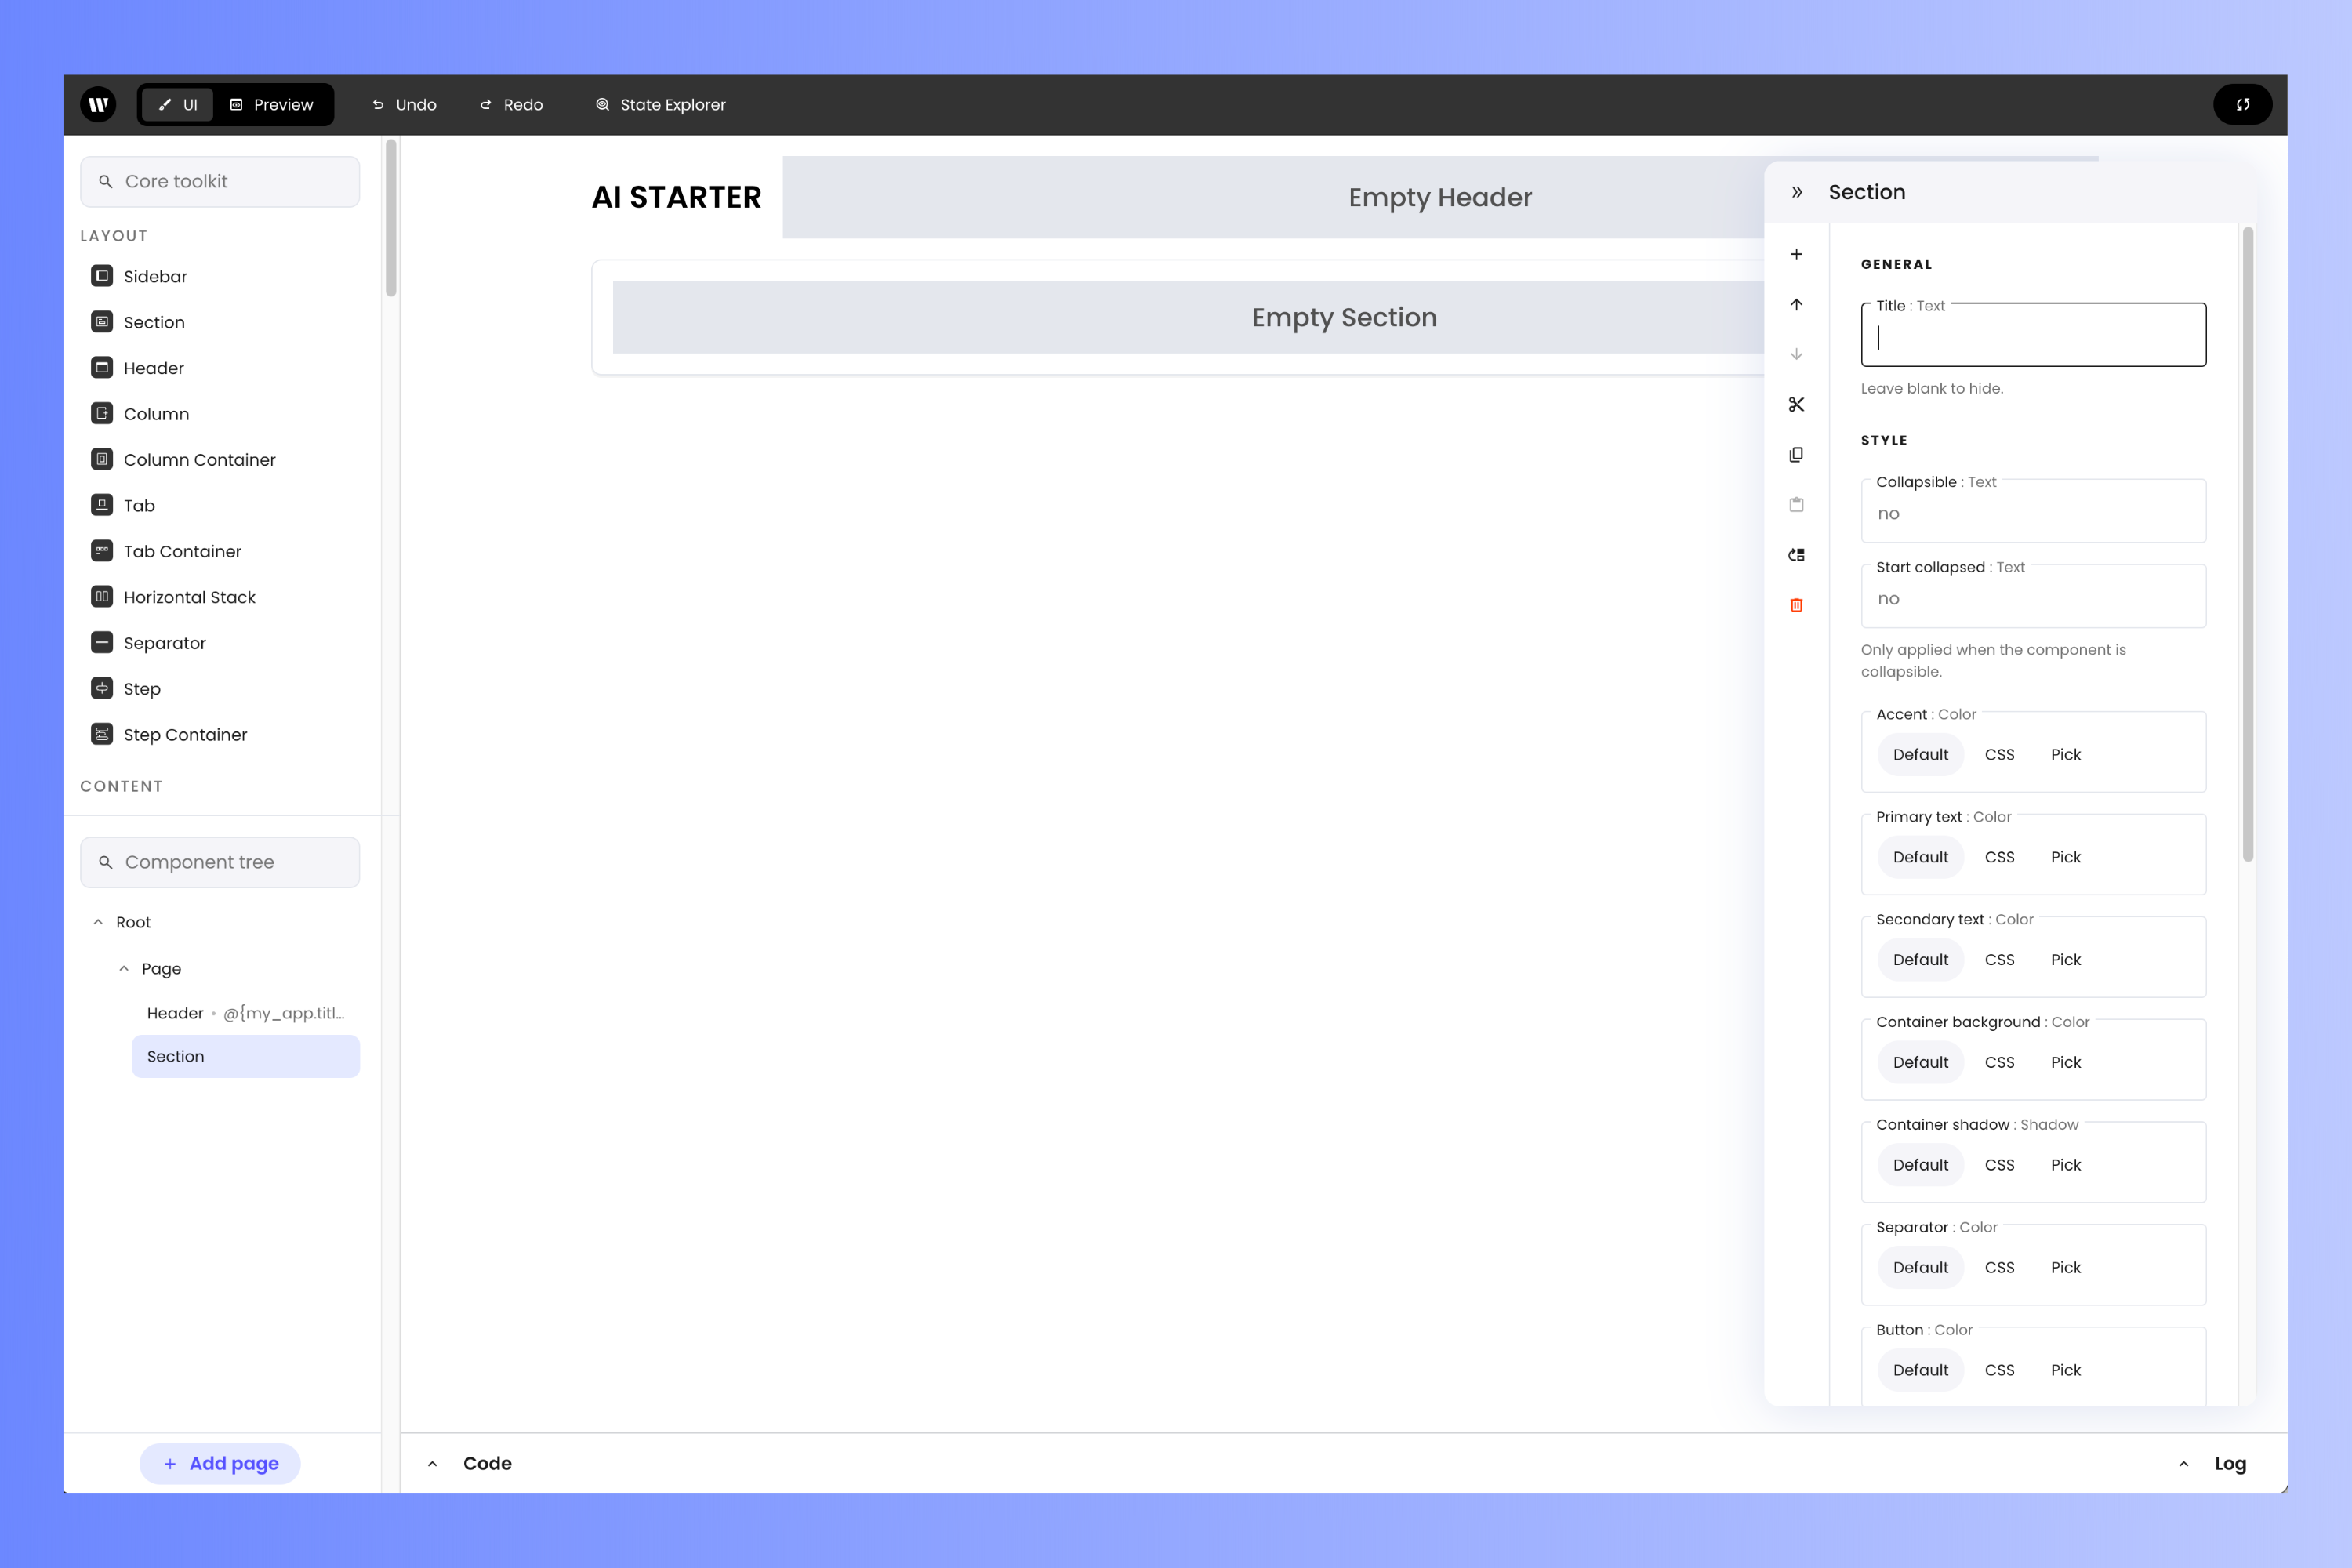 UI
Preview
Undo
Redo
State Explorer
Core toolkit
LAYOUT
Sidebar
Section
Header
Column
Column Container
Tab
Tab Container
Horizontal Stack
Separator
Step
Step Container
CONTENT
Component tree
Root
Page
Header • @{my_app.titl...
Section
+ Add page
AI STARTER
Empty Header
Empty Section
Code
Log
Section
GENERAL
Title : Text
Leave blank to hide.
STYLE
Collapsible : Text
no
Start collapsed : Text
no
Only applied when the component is
collapsible.
Accent : Color
Default CSS Pick
Primary text : Color
Default CSS Pick
Secondary text : Color
Default CSS Pick
Container background : Color
Default CSS Pick
Container shadow : Shadow
Default CSS Pick
Separator : Color
Default CSS Pick
Button : Color
Default CSS Pick